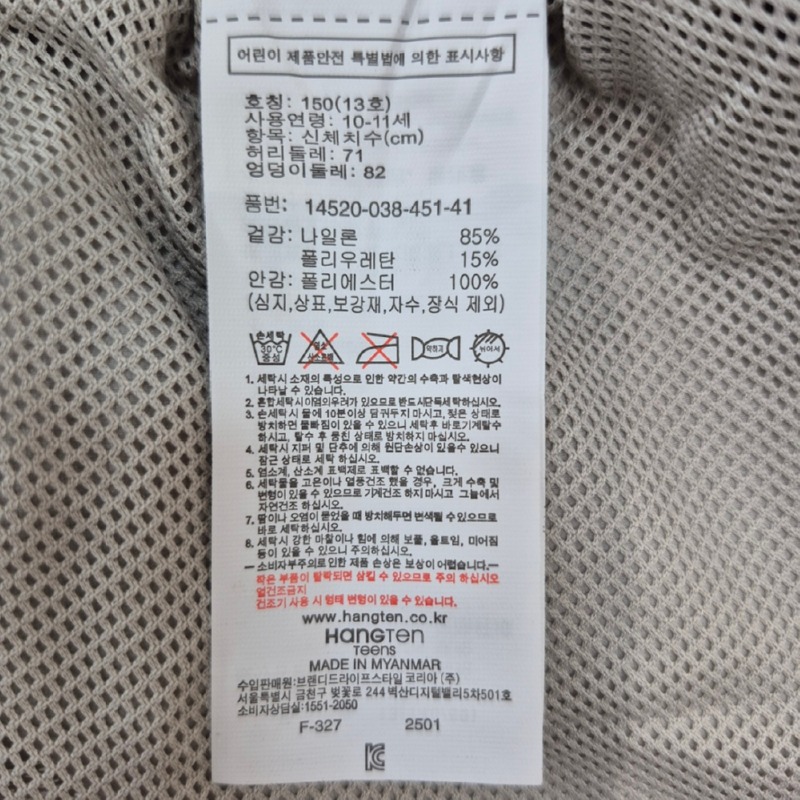 어린이 제품안전 특별법에 의한 표시사항
호칭: 150(13호)
사용연령: 10-11세
항목: 신체치수(cm)
허리둘레: 71
엉덩이둘레: 82
품번: 14520-038-451-41
겉감: 나일론 85%
폴리우레탄 15%
안감: 폴리에스터 100%
(심지,상표,보강재,자수,장식 제외)
손세탁 30℃ 중성 염소 산소표백 약하게 뉘어서
1. 세탁시 소재의 특성으로 인한 약간의 수축과 탈색현상이
나타날 수 있습니다.
2. 혼합세탁시이염의우려가 있으므로 반드시단독세탁하십시오.
3. 손세탁시 물에 10분이상 담궈두지 마시고, 젖은 상태로
방치하면 물빠짐이 있을 수 있으니 세탁후 바로기계탈수
하시고, 탈수 후 뭉친 상태로 방치하지 마십시오.
4. 세탁시 지퍼 및 단추에 의해 원단손상이 있을수 있으니
잠근 상태로 세탁 하십시오.
5. 염소계, 산소계 표백제로 표백할 수 없습니다.
6. 세탁물을 고온이나 열풍건조 했을 경우, 크게 수축 및
변형이 있을 수 있으므로 기계건조 하지 마시고 그늘에서
자연건조 하십시오.
7. 땀이나 오염이 묻었을 때 방치해두면 변색될 수있으므로
바로 세탁하십시오.
8. 세탁시 강한 마찰이나 힘에 의해 보풀, 올트임, 미어짐
등이 있을 수 있으니 주의하십시오.
— 소비자부주의로인한 제품 손상은 보상이 어렵습니다.—
작은 부품이 탈락되면 삼킬 수 있으므로 주의 하십시오
열건조금지
건조기 사용 시 형태 변형이 있을 수 있습니다.
www.hangten.co.kr
HANGTEN
TEENS
MADE IN MYANMAR
수입판매원:브랜디드라이프스타일 코리아 (주)
서울특별시 금천구 벚꽃로 244 벽산디지털밸리5차501호
소비자상담실:1551-2050
F-327 2501
KC